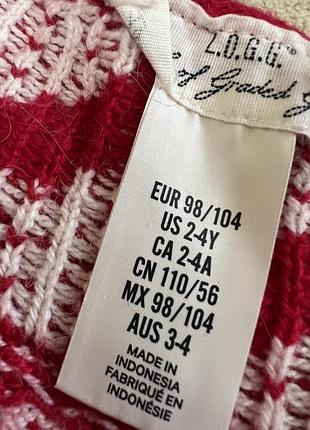 L.O.G.G.
of Graded
EUR 98/104
US 2-4Y
CA 2-4A
CN 110/56
MX 98/104
AUS 3-4
MADE IN
INDONESIA
FABRIQUÉ EN
INDONÉSIE